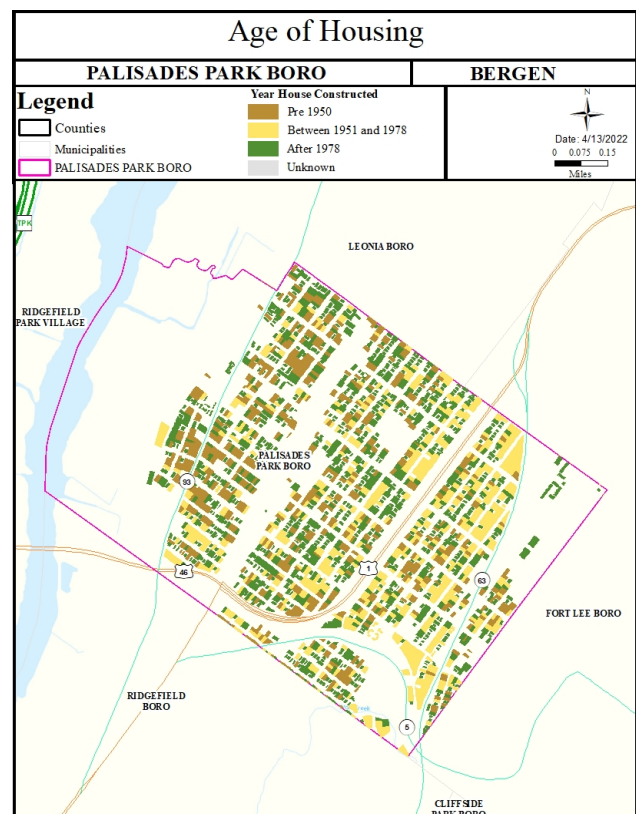 Age of Housing
PALISADES PARK BORO
BERGEN
Legend
Counties
Municipalities
PALISADES PARK BORO
Year House Constructed
Pre 1950
Between 1951 and 1978
After 1978
Unknown
N
Date: 4/13/2022
0 0.075 0.15
Miles
TPK
LEONIA BORO
RIDGEFIELD
PARK VILLAGE
PALISADES
PARK BORO
93
46
1
63
FORT LEE BORO
RIDGEFIELD
BORO
5
CLIFFSIDE
PARK BORO